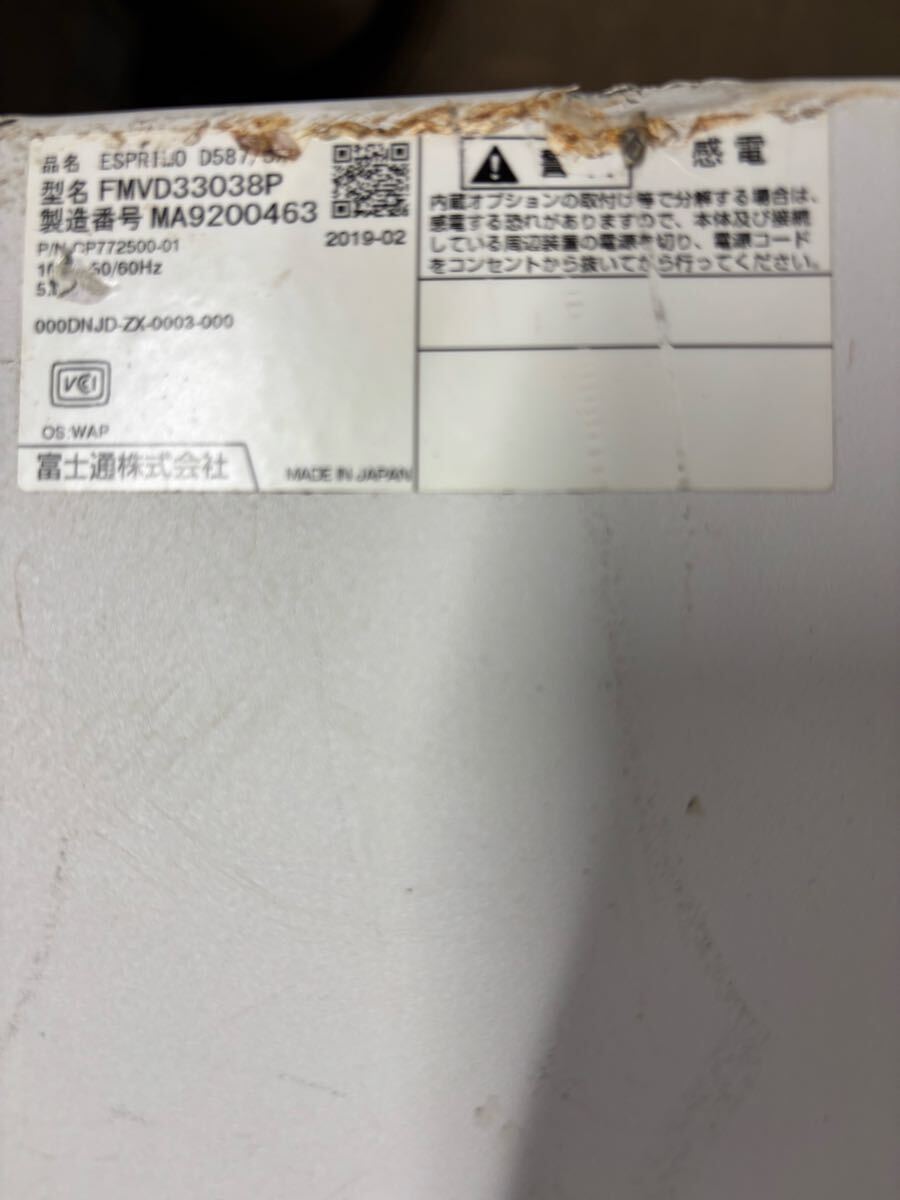 品名 ESPRIMO D587/
型名 FMVD33038P
製造番号 MA9200463
2019-02
P/N CP772500-01
50/60Hz
000DNJD-ZX-0003-000
VCI
OS:WAP
富士通株式会社
MADE IN JAPAN
感電
内蔵オプションの取付け等で分解する場合は、
感電する恐れがありますので、本体及び接続
している周辺装置の電源を切り、電源コード
をコンセントから抜いてから行ってください。